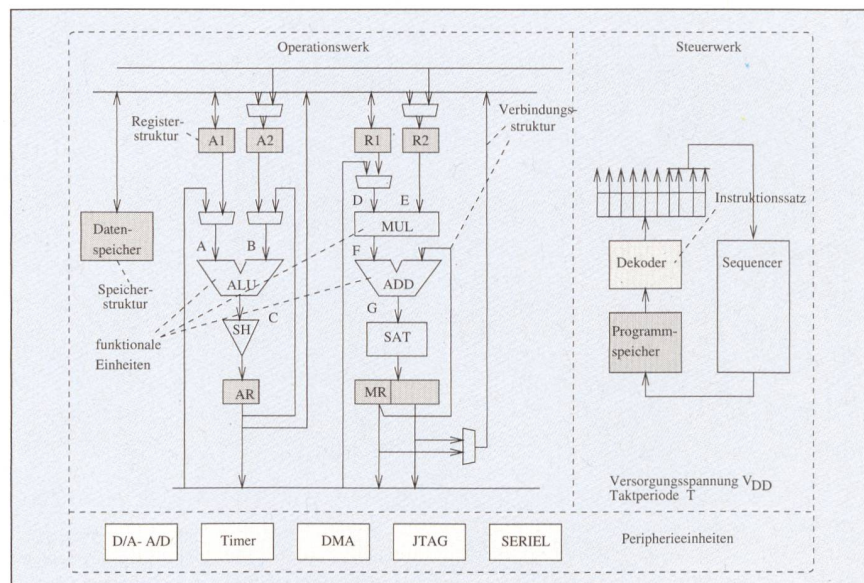 Operationswerk
Steuerwerk
Register-
struktur
A1
A2
R1
R2
Verbindungs-
struktur
D
E
MUL
Instruktionssatz
Daten-
speicher
A
B
F
Dekoder
Sequencer
Speicher-
struktur
ALU
ADD
C
G
SH
SAT
Programm-
speicher
funktionale
Einheiten
AR
MR
Versorgungsspannung VDD
Taktperiode T
D/A- A/D
Timer
DMA
JTAG
SERIEL
Peripherieeinheiten